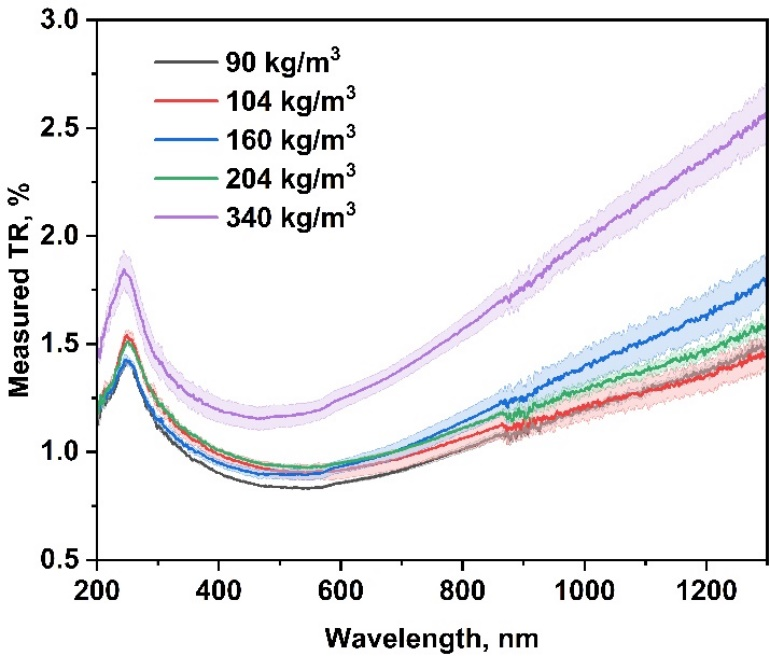 3.0
2.5
2.0
1.5
1.0
0.5
Measured TR, %
90 kg/m³
104 kg/m³
160 kg/m³
204 kg/m³
340 kg/m³
200 400 600 800 1000 1200
Wavelength, nm